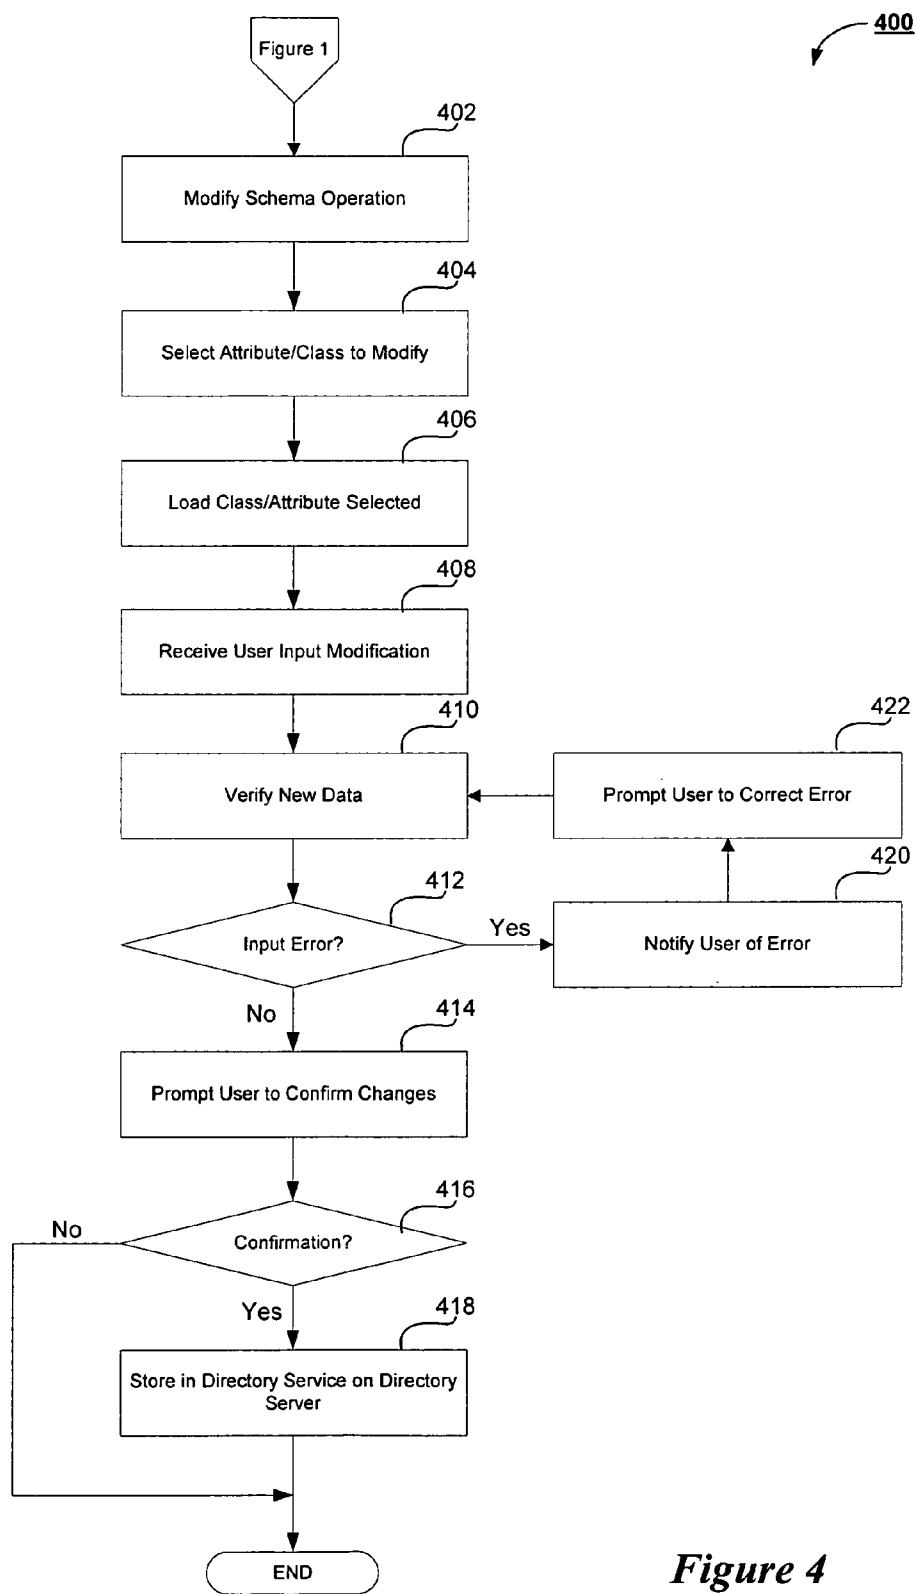 400
Figure 1
402
Modify Schema Operation
404
Select Attribute/Class to Modify
406
Load Class/Attribute Selected
408
Receive User Input Modification
410
Verify New Data
422
Prompt User to Correct Error
412
Input Error?
Yes
420
Notify User of Error
No
414
Prompt User to Confirm Changes
416
Confirmation?
No
Yes
418
Store in Directory Service on Directory
Server
END
Figure 4